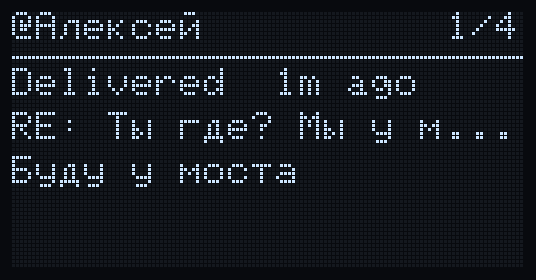 @Алексей 1/4
Delivered 1m ago
RE: Ты где? Мы у м...
Буду у моста